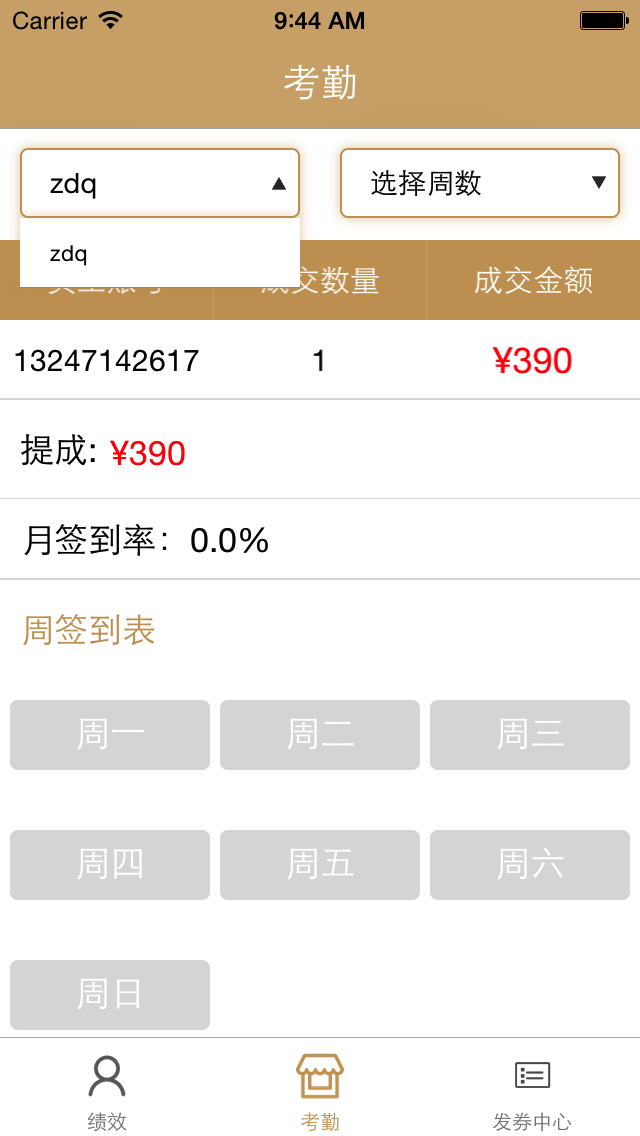 Carrier 9:44 AM
考勤
zdq 选择周数
zdq
成交数量 成交金额
13247142617 1 ¥390
提成: ¥390
月签到率: 0.0%
周签到表
周一 周二 周三
周四 周五 周六
周日
绩效 考勤 发券中心